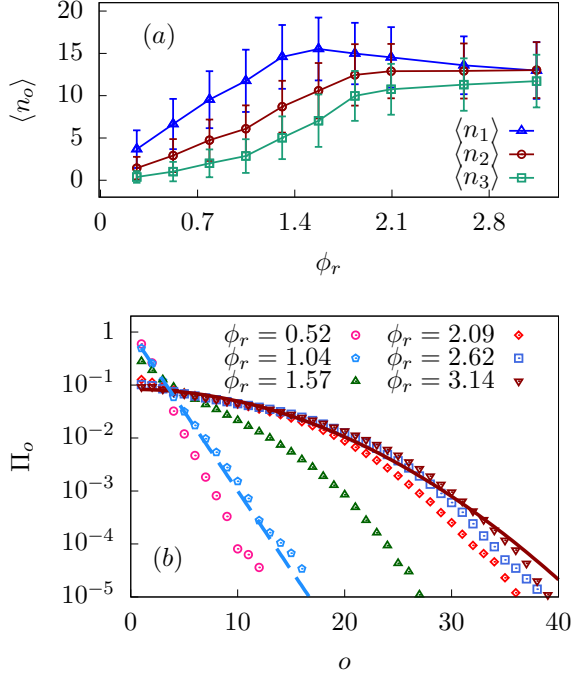 (a)
⟨n_o⟩
20
15
10
5
0
⟨n_1⟩
⟨n_2⟩
⟨n_3⟩
0 0.7 1.4 2.1 2.8
ϕ_r
1
10^{-1}
10^{-2}
10^{-3}
10^{-4}
10^{-5}
Π_o
ϕ_r = 0.52 ϕ_r = 2.09
ϕ_r = 1.04 ϕ_r = 2.62
ϕ_r = 1.57 ϕ_r = 3.14
(b)
0 10 20 30 40
o